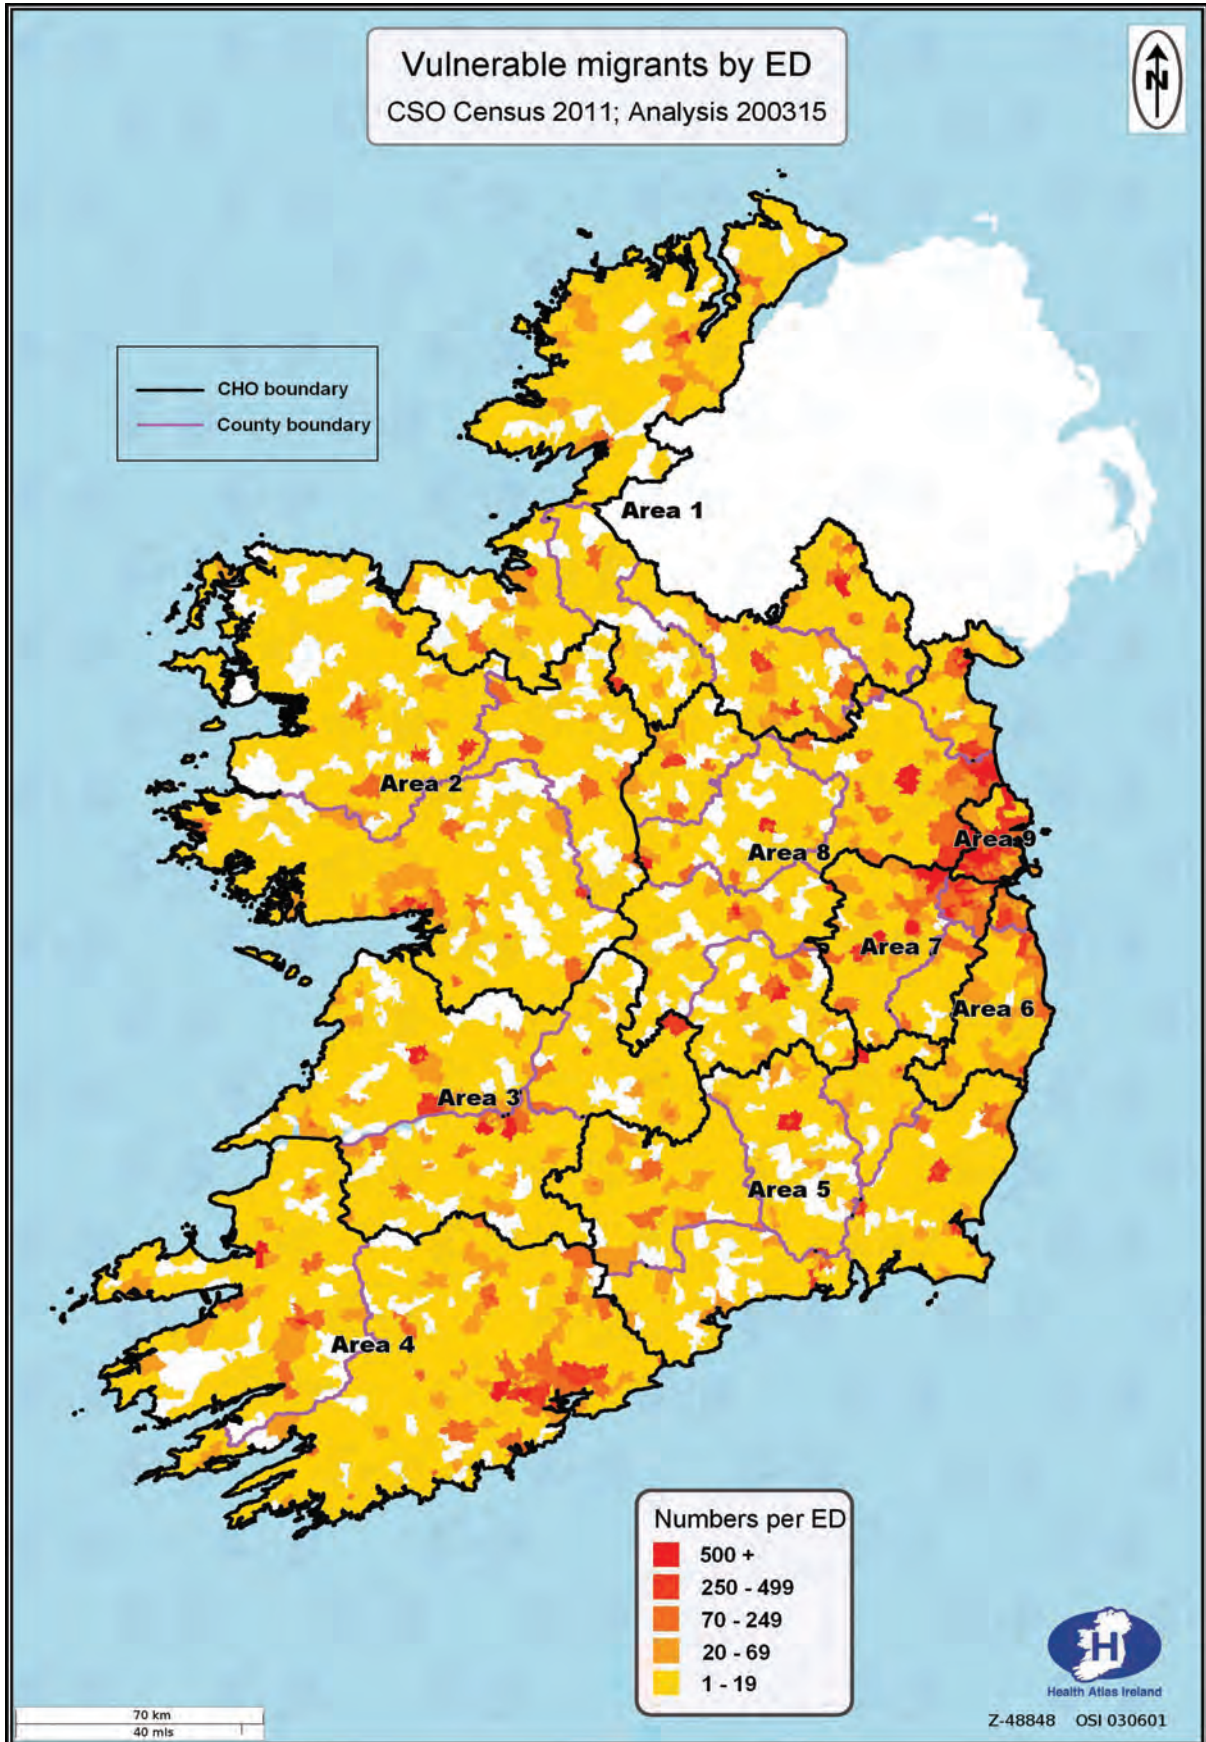 Vulnerable migrants by ED
CSO Census 2011; Analysis 200315
N
CHO boundary
County boundary
Area 1
Area 2
Area 9
Area 8
Area 7
Area 6
Area 3
Area 5
Area 4
Numbers per ED
500 +
250 - 499
70 - 249
20 - 69
1 - 19
H
Health Atlas Ireland
70 km
40 mls
Z-48848 OSI 030601